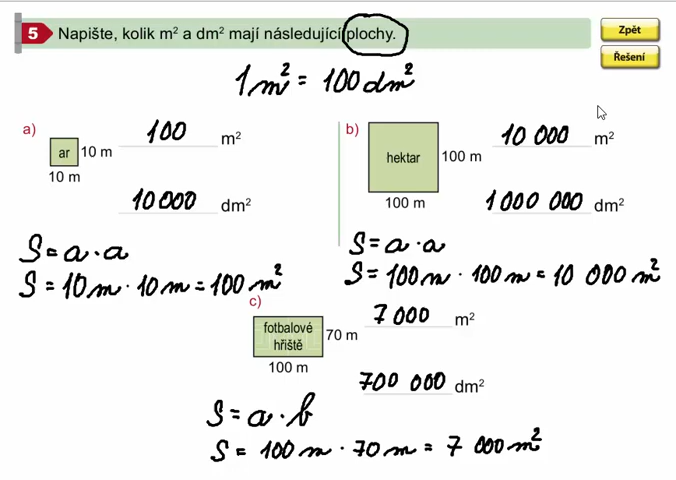 5 Napište, kolik m² a dm² mají následující plochy.
Zpět
Řešení
1 m² = 100 dm²
a)
ar
10 m
10 m
100 m²
10 000 dm²
S = a · a
S = 10 m · 10 m = 100 m²
b)
hektar
100 m
100 m
10 000 m²
1 000 000 dm²
S = a · a
S = 100 m · 100 m = 10 000 m²
c)
fotbalové
hřiště
70 m
100 m
7 000 m²
700 000 dm²
S = a · b
S = 100 m · 70 m = 7 000 m²